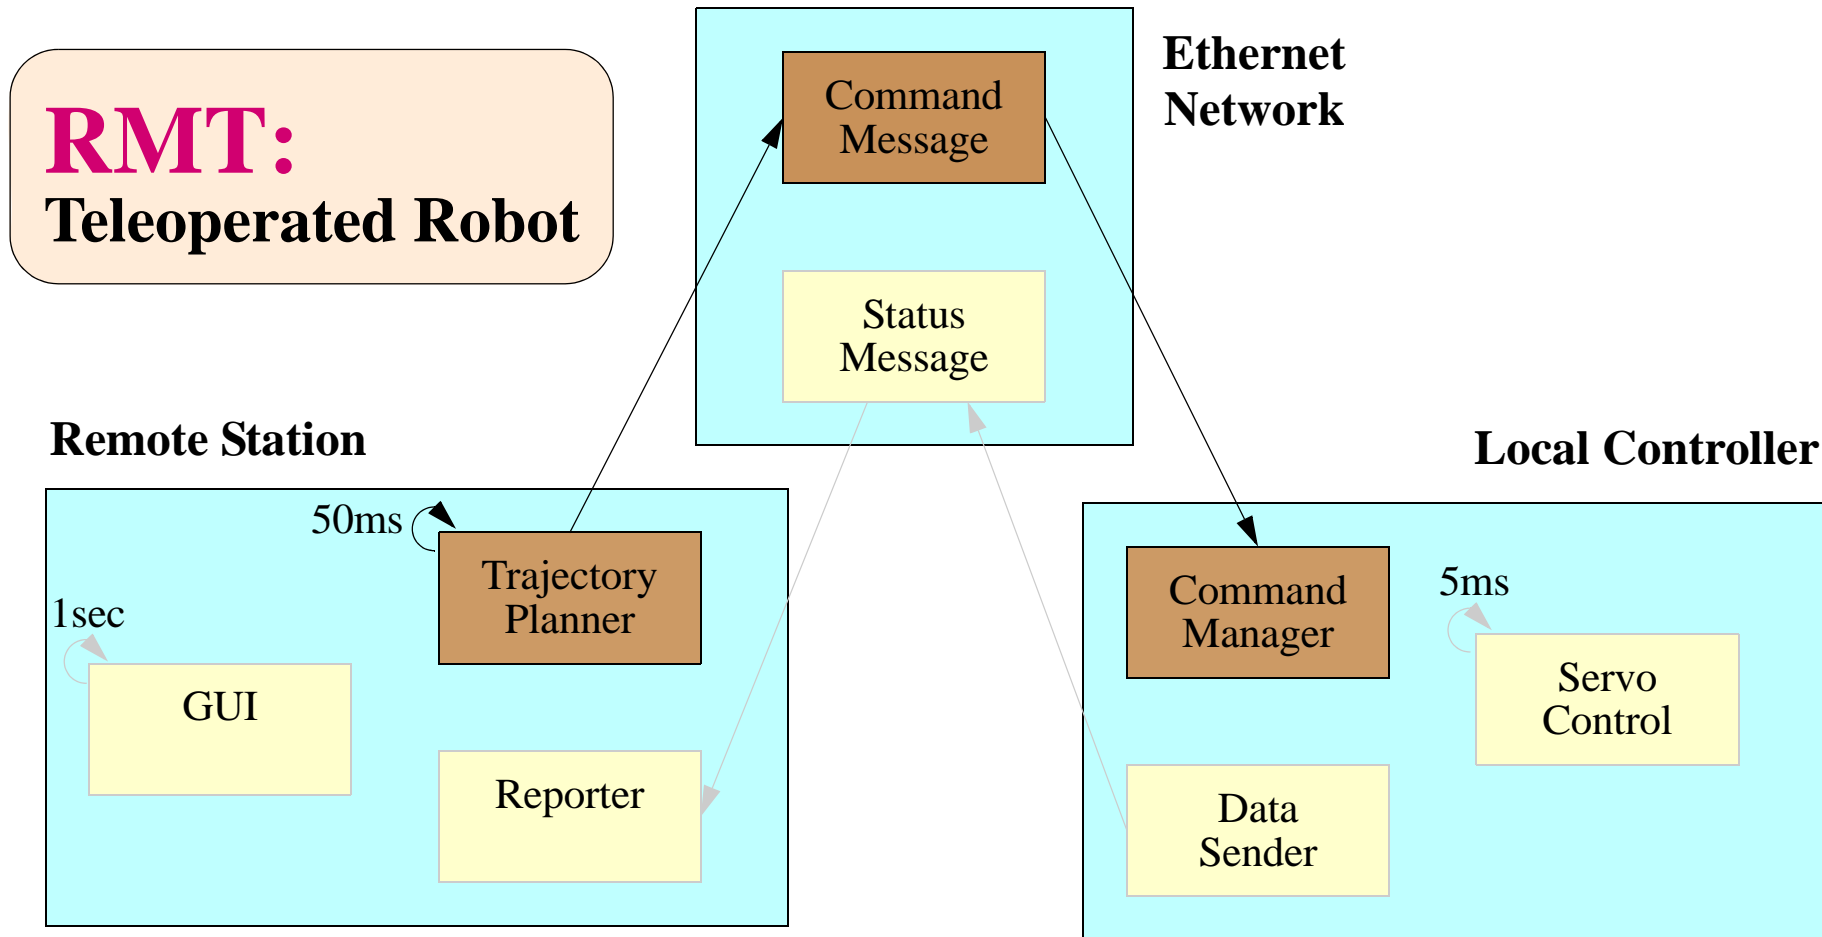 RMT:
Teleoperated Robot
Ethernet
Network
Command
Message
Status
Message
Remote Station
50ms
Trajectory
Planner
1sec
GUI
Reporter
Local Controller
Command
Manager
5ms
Servo
Control
Data
Sender